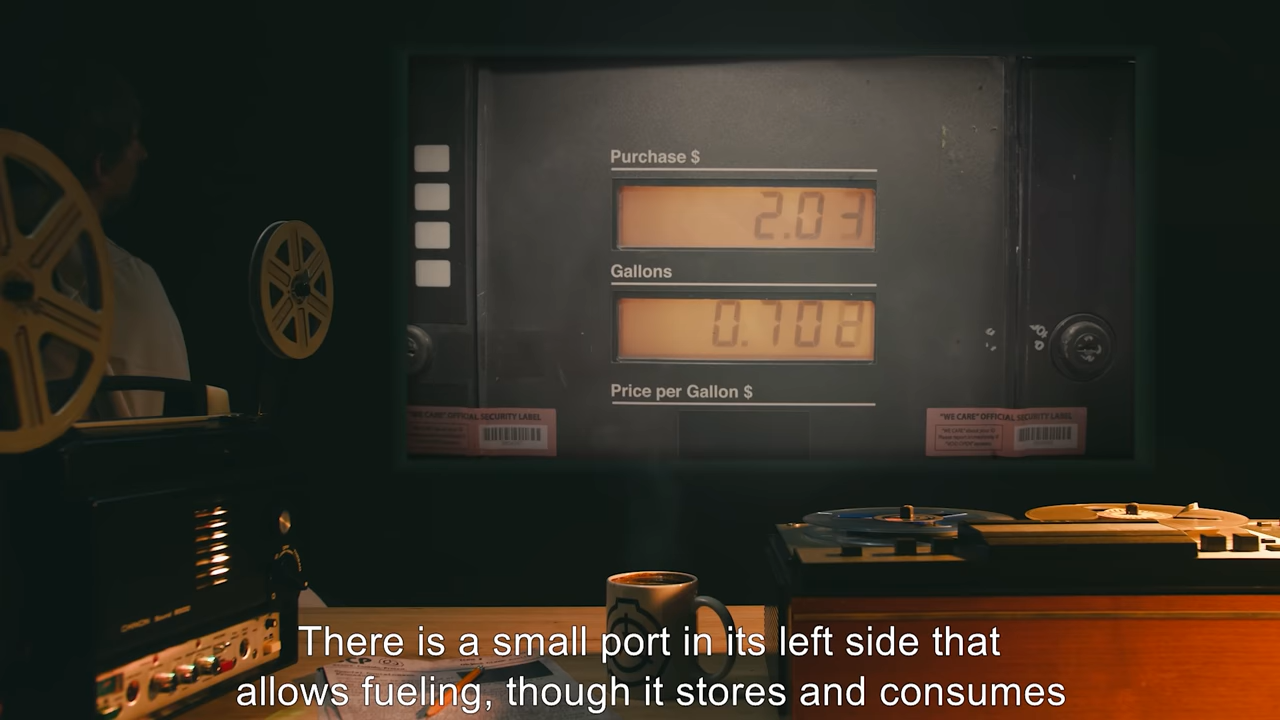 Purchase $
2.03
Gallons
0.708
Price per Gallon $
"WE CARE" OFFICIAL SECURITY LABEL
"WE CARE" OFFICIAL SECURITY LABEL
There is a small port in its left side that
allows fueling, though it stores and consumes